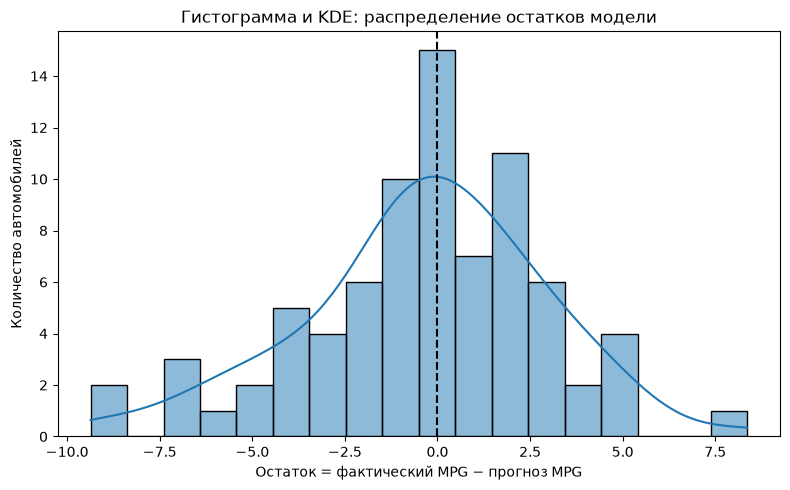 Гистограмма и KDE: распределение остатков модели
Количество автомобилей
14
12
10
8
6
4
2
0
−10.0 −7.5 −5.0 −2.5 0.0 2.5 5.0 7.5
Остаток = фактический MPG − прогноз MPG